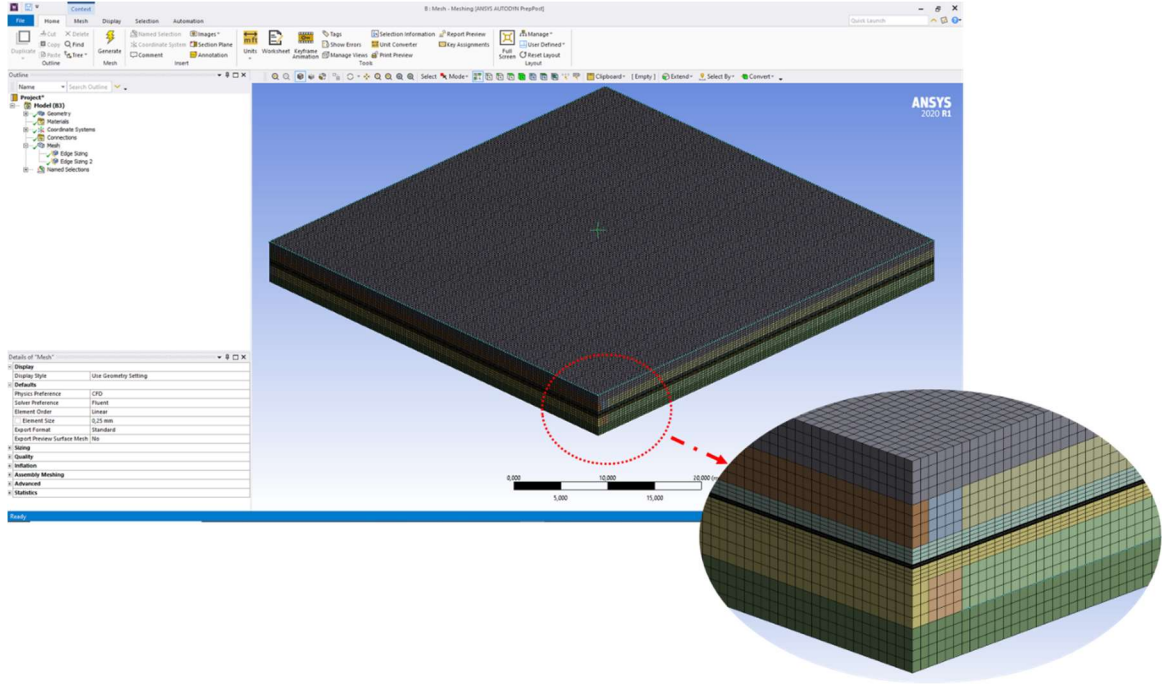 B : Mesh - Meshing [ANSYS AUTODYN PrepPost]
Context
File Home Mesh Display Selection Automation
Quick Launch
Duplicate
Cut
Copy
Paste
Delete
Find
Tree
Outline
Generate
Mesh
Named Selection
Coordinate System
Comment
Images
Section Plane
Annotation
Insert
Units
Worksheet
Keyframe
Animation
Tags
Show Errors
Manage Views
Selection Information
Unit Converter
Print Preview
Report Preview
Key Assignments
Tools
Full
Screen
Manage
User Defined
Reset Layout
Layout
Outline
Name Search Outline
Select Mode Clipboard [Empty] Extend Select By Convert
Project*
Model (B3)
Geometry
Materials
Coordinate Systems
Connections
Mesh
Edge Sizing
Edge Sizing 2
Named Selections
ANSYS
2020 R1
Details of "Mesh"
Display
Display Style Use Geometry Setting
Defaults
Physics Preference CFD
Solver Preference Fluent
Element Order Linear
Element Size 0,25 mm
Export Format Standard
Export Preview Surface Mesh No
Sizing
Quality
Inflation
Assembly Meshing
Advanced
Statistics
0,000 10,000 20,000
5,000 15,000
Ready